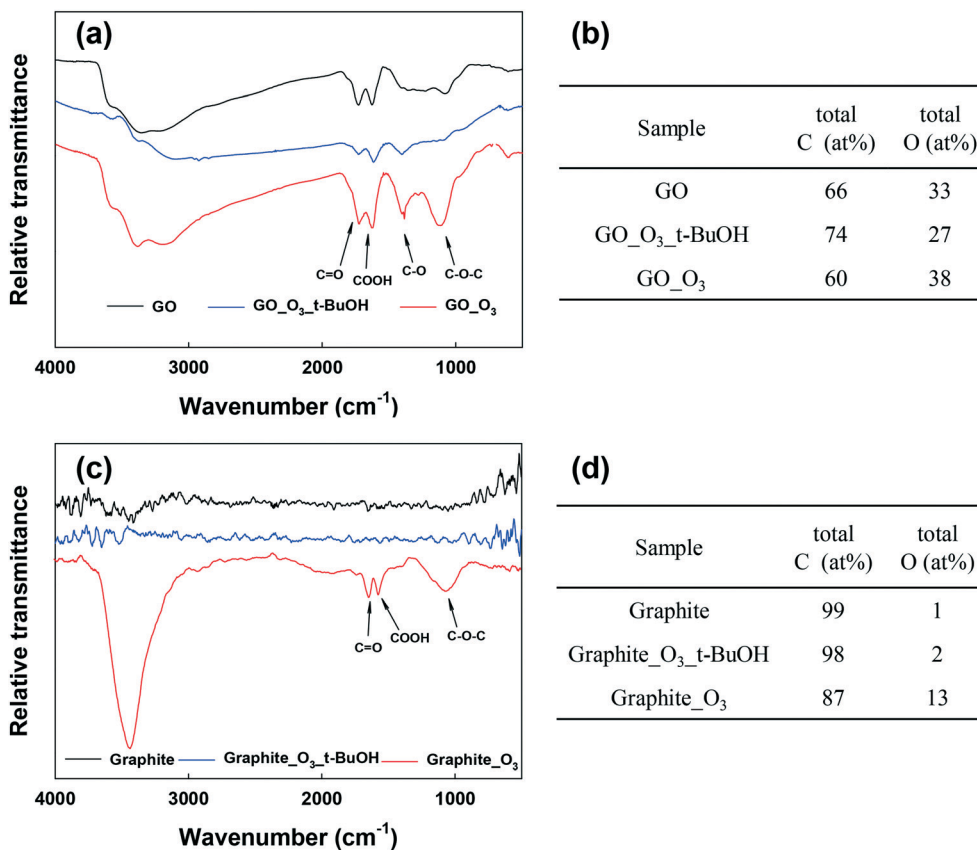 (a)
Relative transmittance
C=O
COOH
C-O
C-O-C
GO
GO_O₃_t-BuOH
GO_O₃
4000 3000 2000 1000
Wavenumber (cm⁻¹)
(b)
Sample total C (at%) total O (at%)
GO 66 33
GO_O₃_t-BuOH 74 27
GO_O₃ 60 38
(c)
Relative transmittance
C=O
COOH
C-O-C
Graphite
Graphite_O₃_t-BuOH
Graphite_O₃
4000 3000 2000 1000
Wavenumber (cm⁻¹)
(d)
Sample total C (at%) total O (at%)
Graphite 99 1
Graphite_O₃_t-BuOH 98 2
Graphite_O₃ 87 13